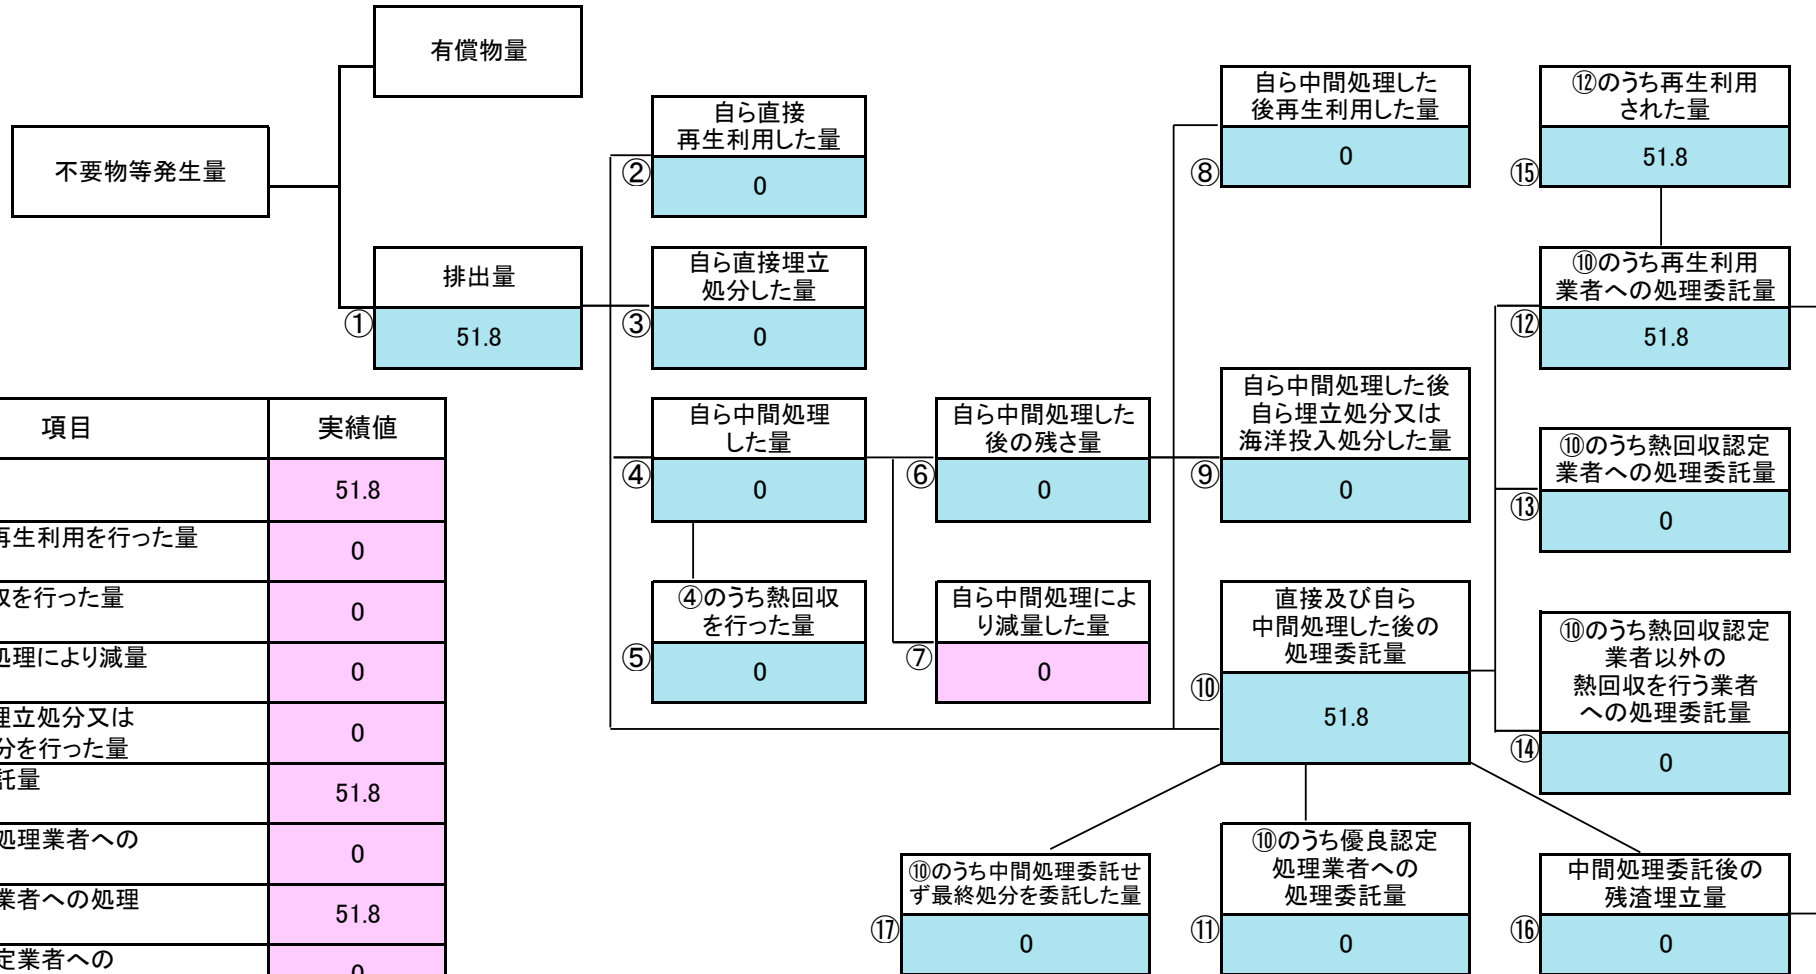 有償物量
不要物等発生量
排出量
①
51.8
自ら直接
再生利用した量
②
0
自ら直接埋立
処分した量
③
0
自ら中間処理
した量
④
0
④のうち熱回収
を行った量
⑤
0
自ら中間処理した
後の残さ量
⑥
0
自ら中間処理によ
り減量した量
⑦
0
自ら中間処理した
後再生利用した量
⑧
0
自ら中間処理した後
自ら埋立処分又は
海洋投入処分した量
⑨
0
直接及び自ら
中間処理した後の
処理委託量
⑩
51.8
⑩のうち優良認定
処理業者への
処理委託量
⑪
0
⑫のうち再生利用
された量
⑮
51.8
⑩のうち再生利用
業者への処理委託量
⑫
51.8
⑩のうち熱回収認定
業者への処理委託量
⑬
0
⑩のうち熱回収認定
業者以外の
熱回収を行う業者
への処理委託量
⑭
0
中間処理委託後の
残渣埋立量
⑯
0
⑩のうち中間処理委託せ
ず最終処分を委託した量
⑰
0
項目 実績値
51.8
再生利用を行った量 0
収を行った量 0
処理により減量 0
埋立処分又は
分を行った量 0
託量 51.8
処理業者への 0
業者への処理 51.8
定業者への 0